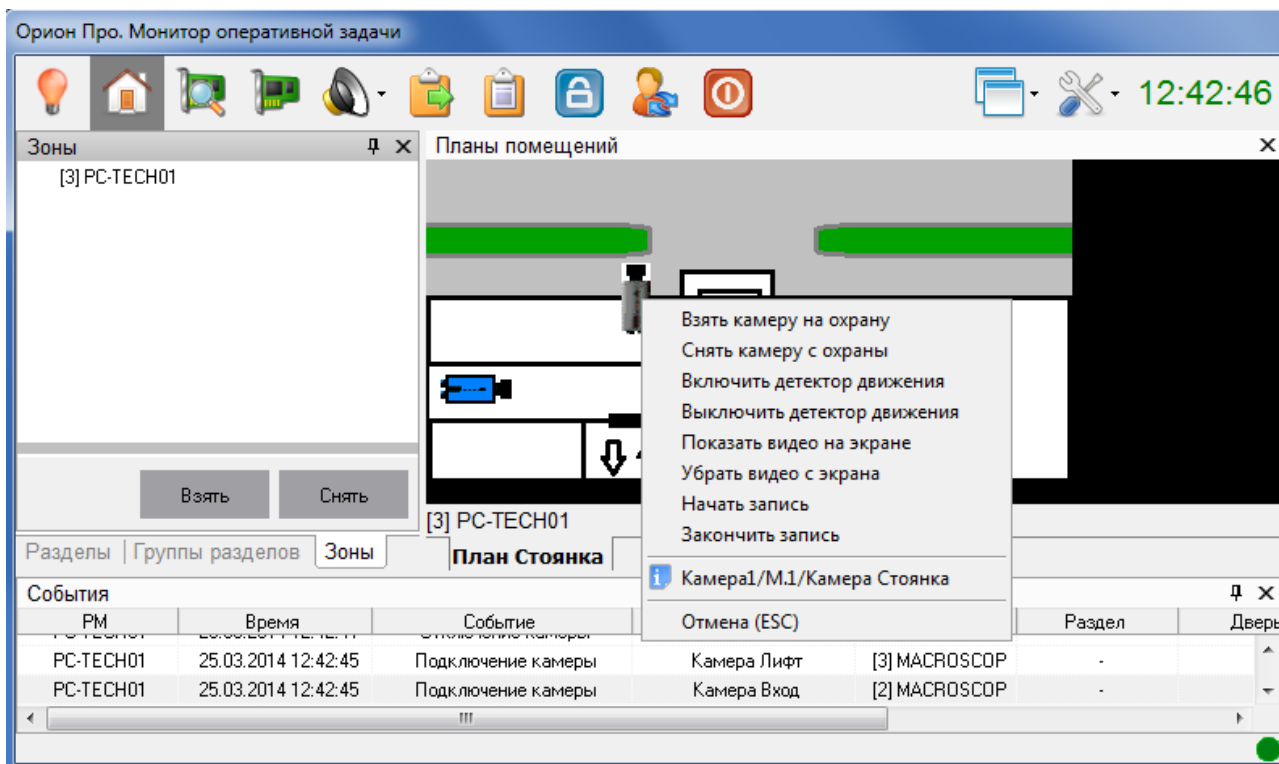 Орион Про. Монитор оперативной задачи
12:42:46
Зоны
Планы помещений
[3] PC-TECH01
Взять камеру на охрану
Снять камеру с охраны
Включить детектор движения
Выключить детектор движения
Показать видео на экране
Убрать видео с экрана
Начать запись
Закончить запись
Камера1/М.1/Камера Стоянка
Отмена (ESC)
Взять Снять
[3] PC-TECH01
Разделы Группы разделов Зоны
План Стоянка
События
РМ Время Событие Раздел Дверь
PC-TECH01 25.03.2014 12:42:45 Подключение камеры Камера Лифт [3] MACROSCOP -
PC-TECH01 25.03.2014 12:42:45 Подключение камеры Камера Вход [2] MACROSCOP -